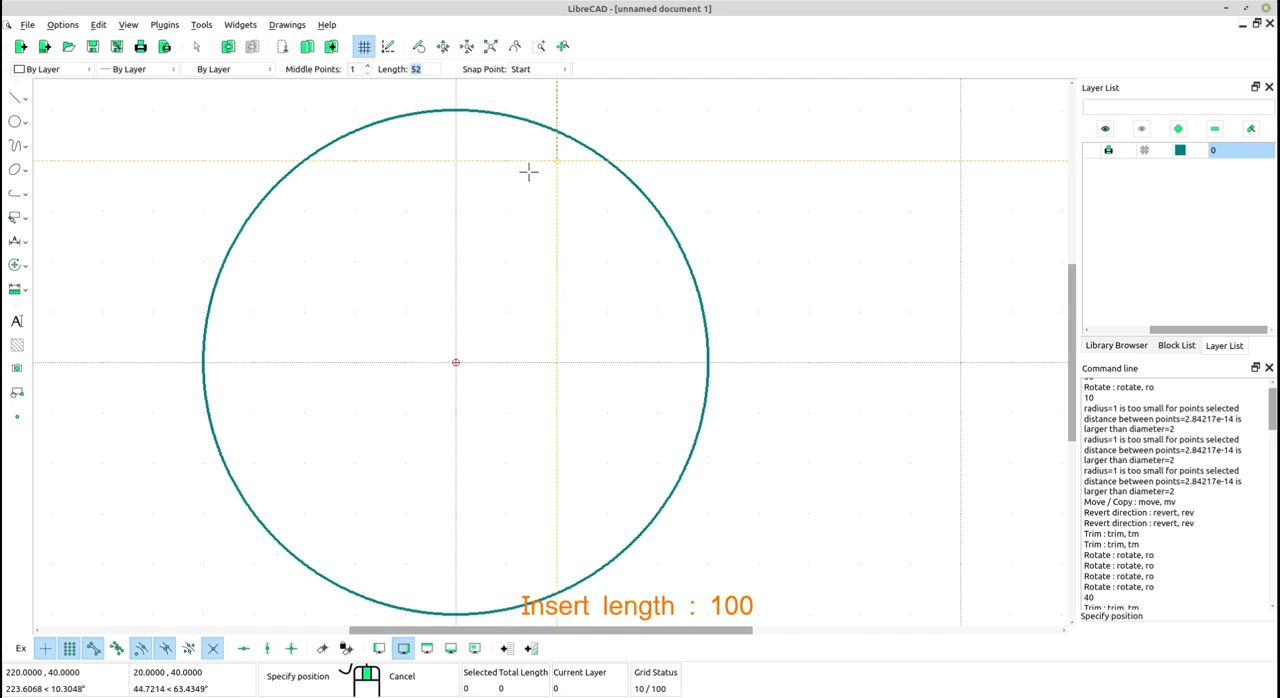 LibreCAD - [unnamed document 1]
File Options Edit View Plugins Tools Widgets Drawings Help
By Layer By Layer By Layer Middle Points: 1 Length: 52 Snap Point: Start
Layer List
0
Library Browser Block List Layer List
Command line
Rotate : rotate, ro
10
radius=1 is too small for points selected
distance between points=2.84217e-14 is
larger than diameter=2
radius=1 is too small for points selected
distance between points=2.84217e-14 is
larger than diameter=2
radius=1 is too small for points selected
distance between points=2.84217e-14 is
larger than diameter=2
Move / Copy : move, mv
Revert direction : revert, rev
Revert direction : revert, rev
Trim : trim, tm
Trim : trim, tm
Rotate : rotate, ro
Rotate : rotate, ro
Rotate : rotate, ro
Rotate : rotate, ro
40
Trim : trim, tm
Specify position
Insert length : 100
Ex
220.0000 , 40.0000
223.6068 < 10.3048°
20.0000 , 40.0000
44.7214 < 63.4349°
Specify position
Cancel
Selected Total Length
0 0
Current Layer
0
Grid Status
10 / 100